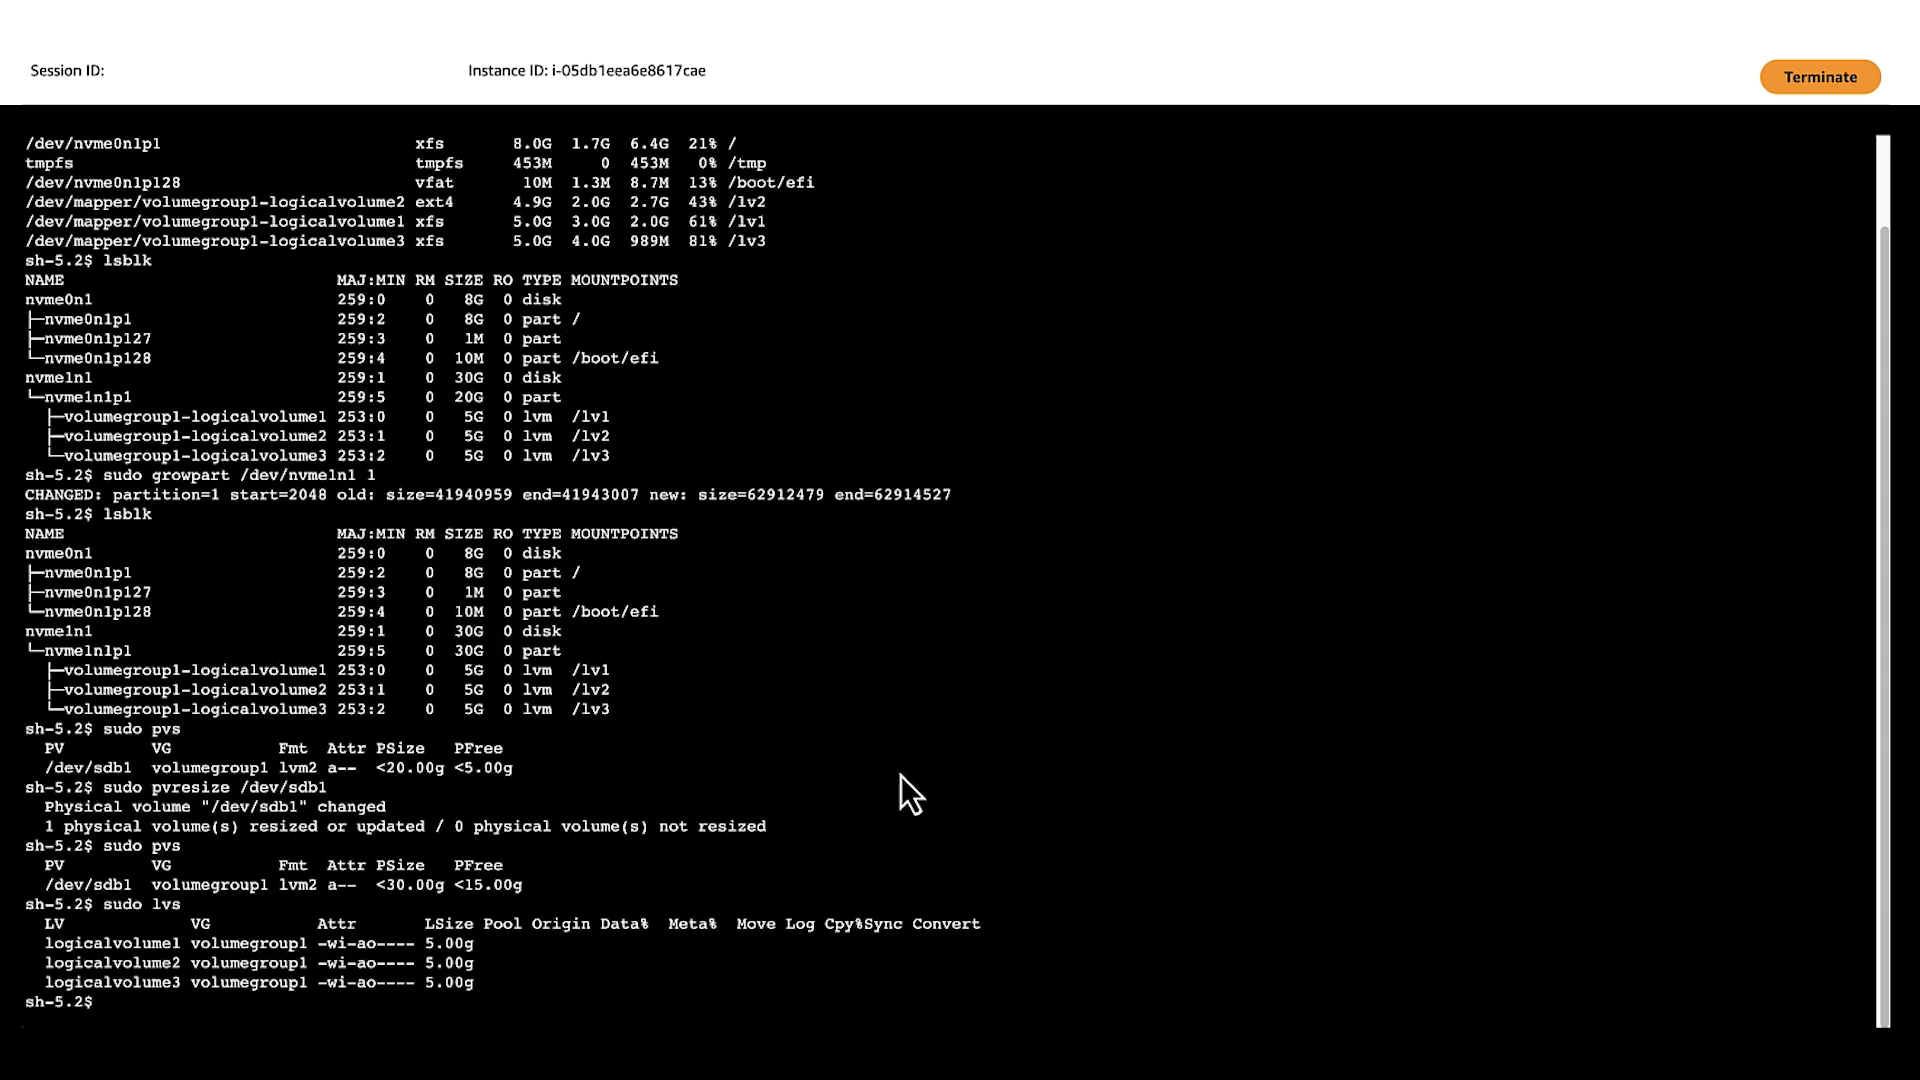 Session ID:
Instance ID: i-05db1eea6e8617cae
Terminate
/dev/nvme0n1p1 xfs 8.0G 1.7G 6.4G 21% /
tmpfs tmpfs 453M 0 453M 0% /tmp
/dev/nvme0n1p128 vfat 10M 1.3M 8.7M 13% /boot/efi
/dev/mapper/volumegroup1-logicalvolume2 ext4 4.9G 2.0G 2.7G 43% /lv2
/dev/mapper/volumegroup1-logicalvolume1 xfs 5.0G 3.0G 2.0G 61% /lv1
/dev/mapper/volumegroup1-logicalvolume3 xfs 5.0G 4.0G 989M 81% /lv3
sh-5.2$ lsblk
NAME MAJ:MIN RM SIZE RO TYPE MOUNTPOINTS
nvme0n1 259:0 0 8G 0 disk
├─nvme0n1p1 259:2 0 8G 0 part /
├─nvme0n1p127 259:3 0 1M 0 part
└─nvme0n1p128 259:4 0 10M 0 part /boot/efi
nvme1n1 259:1 0 30G 0 disk
└─nvme1n1p1 259:5 0 20G 0 part
├─volumegroup1-logicalvolume1 253:0 0 5G 0 lvm /lv1
├─volumegroup1-logicalvolume2 253:1 0 5G 0 lvm /lv2
└─volumegroup1-logicalvolume3 253:2 0 5G 0 lvm /lv3
sh-5.2$ sudo growpart /dev/nvme1n1 1
CHANGED: partition=1 start=2048 old: size=41940959 end=41943007 new: size=62912479 end=62914527
sh-5.2$ lsblk
NAME MAJ:MIN RM SIZE RO TYPE MOUNTPOINTS
nvme0n1 259:0 0 8G 0 disk
├─nvme0n1p1 259:2 0 8G 0 part /
├─nvme0n1p127 259:3 0 1M 0 part
└─nvme0n1p128 259:4 0 10M 0 part /boot/efi
nvme1n1 259:1 0 30G 0 disk
└─nvme1n1p1 259:5 0 30G 0 part
├─volumegroup1-logicalvolume1 253:0 0 5G 0 lvm /lv1
├─volumegroup1-logicalvolume2 253:1 0 5G 0 lvm /lv2
└─volumegroup1-logicalvolume3 253:2 0 5G 0 lvm /lv3
sh-5.2$ sudo pvs
PV VG Fmt Attr PSize PFree
/dev/sdb1 volumegroup1 lvm2 a-- <20.00g <5.00g
sh-5.2$ sudo pvresize /dev/sdb1
Physical volume "/dev/sdb1" changed
1 physical volume(s) resized or updated / 0 physical volume(s) not resized
sh-5.2$ sudo pvs
PV VG Fmt Attr PSize PFree
/dev/sdb1 volumegroup1 lvm2 a-- <30.00g <15.00g
sh-5.2$ sudo lvs
LV VG Attr LSize Pool Origin Data% Meta% Move Log Cpy%Sync Convert
logicalvolume1 volumegroup1 -wi-ao---- 5.00g
logicalvolume2 volumegroup1 -wi-ao---- 5.00g
logicalvolume3 volumegroup1 -wi-ao---- 5.00g
sh-5.2$